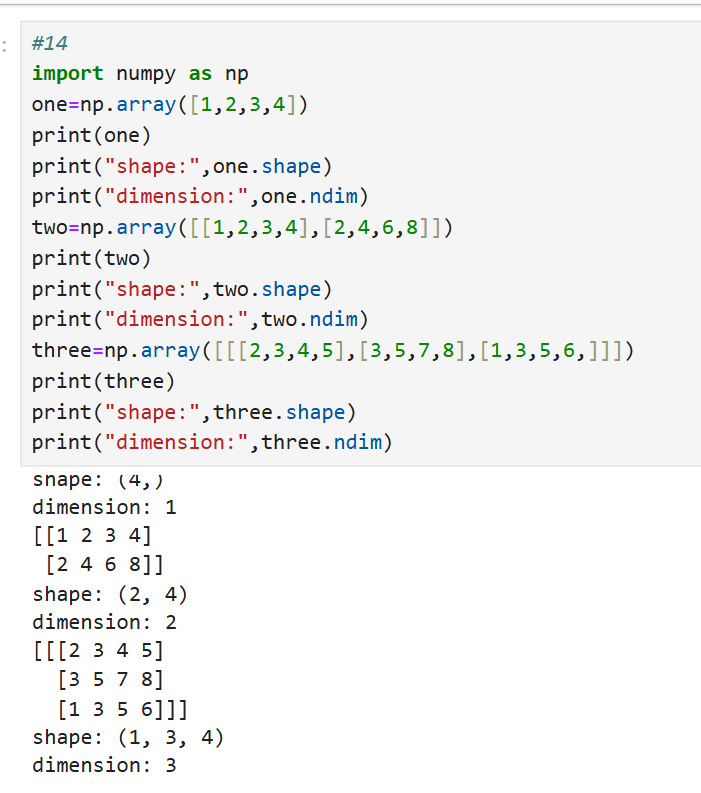 :
#14
import numpy as np
one=np.array([1,2,3,4])
print(one)
print("shape:",one.shape)
print("dimension:",one.ndim)
two=np.array([[1,2,3,4],[2,4,6,8]])
print(two)
print("shape:",two.shape)
print("dimension:",two.ndim)
three=np.array([[[2,3,4,5],[3,5,7,8],[1,3,5,6,]]])
print(three)
print("shape:",three.shape)
print("dimension:",three.ndim)
shape: (4,)
dimension: 1
[[1 2 3 4]
 [2 4 6 8]]
shape: (2, 4)
dimension: 2
[[[2 3 4 5]
  [3 5 7 8]
  [1 3 5 6]]]
shape: (1, 3, 4)
dimension: 3